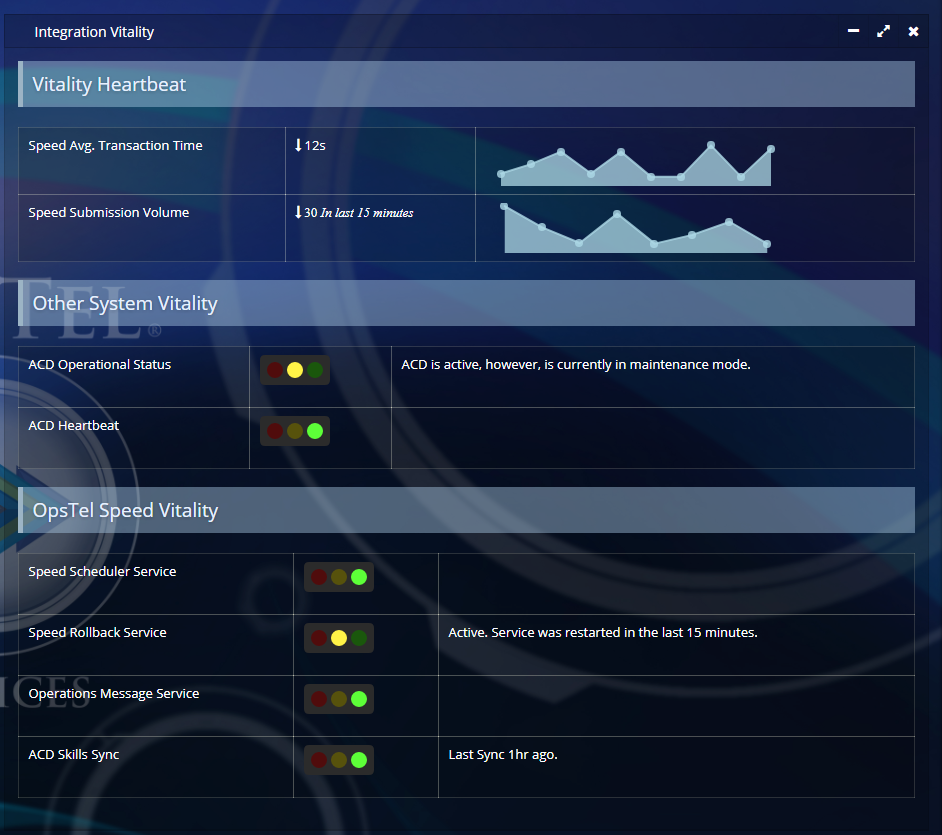 Integration Vitality
Vitality Heartbeat
Speed Avg. Transaction Time
12s
Speed Submission Volume
30 In last 15 minutes
Other System Vitality
TEL®
ACD Operational Status
ACD is active, however, is currently in maintenance mode.
ACD Heartbeat
OpsTel Speed Vitality
Speed Scheduler Service
Speed Rollback Service
Active. Service was restarted in the last 15 minutes.
Operations Message Service
ICES
ACD Skills Sync
Last Sync 1hr ago.